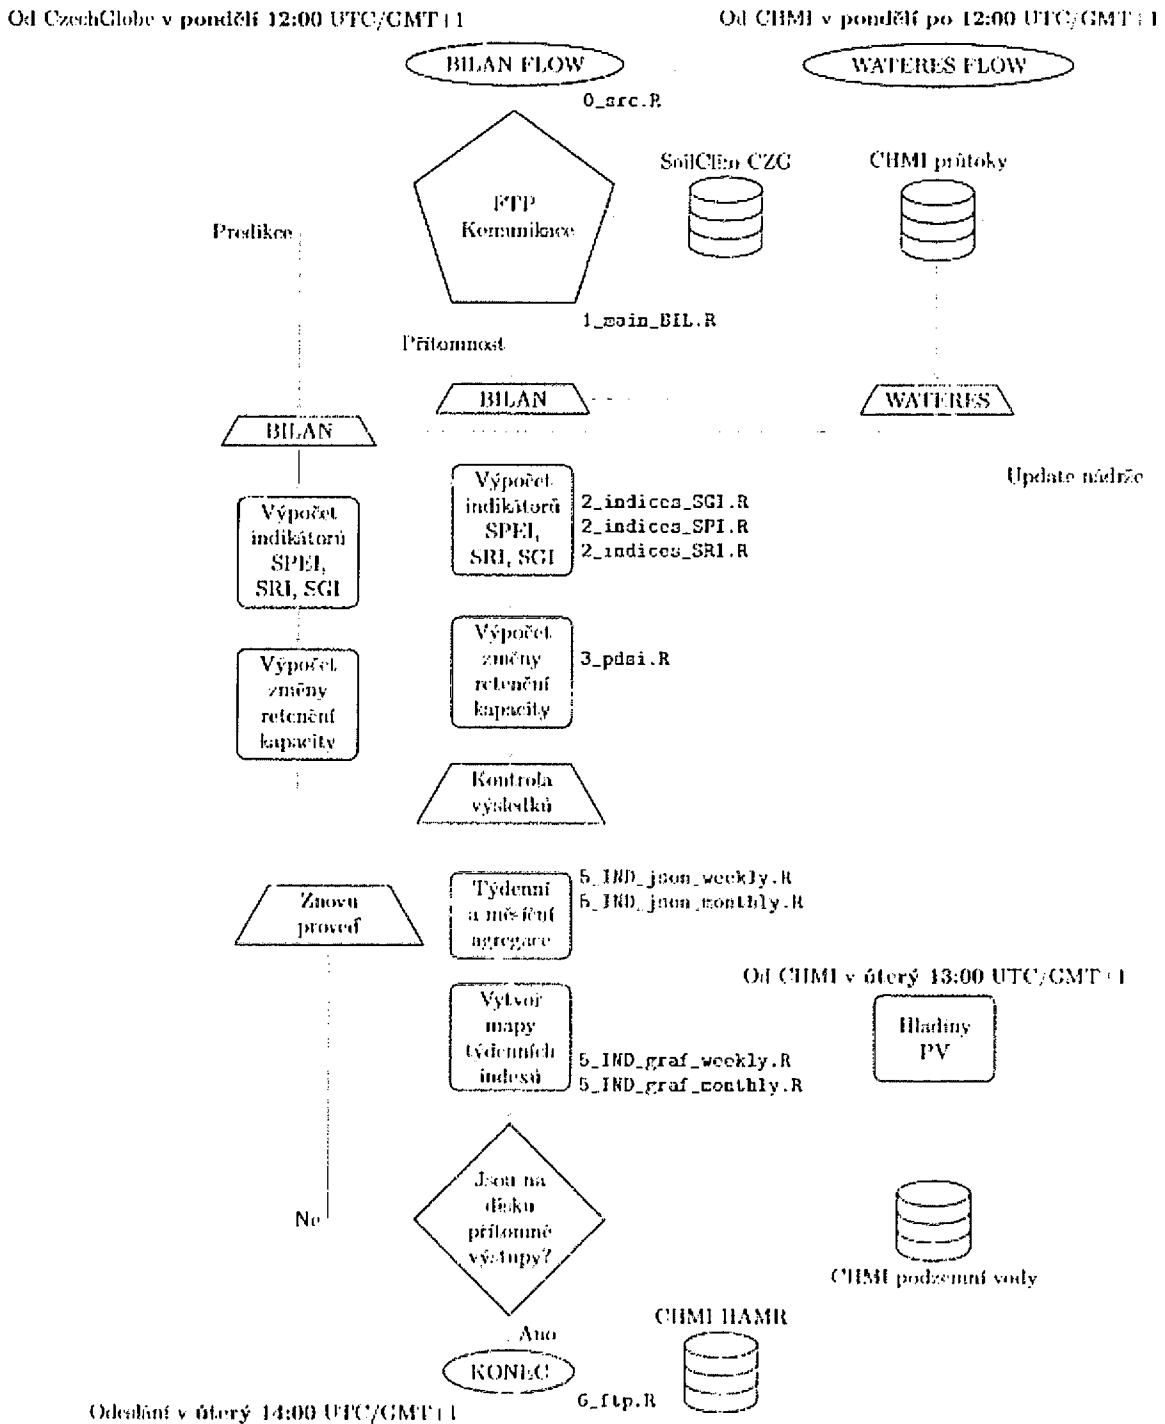 Od CzechGlobe v pondělí 12:00 UTC/GMT+1
Od CHMI v pondělí po 12:00 UTC/GMT+1
BILAN FLOW
WATERES FLOW
0_src.R
SoilClim CZG
CHMI průtoky
FTP
Komunikace
Predikce
1_main_BIL.R
Přítomnost
BILAN
WATERES
BILAN
Update nádrže
Výpočet
indikátorů
SPEI,
SRI, SGI
2_indices_SGI.R
2_indices_SPI.R
2_indices_SRI.R
Výpočet
indikátorů
SPEI,
SRI, SGI
Výpočet
změny
retenční
kapacity
3_pdsi.R
Výpočet
změny
retenční
kapacity
Kontrola
výsledků
Znovu
proveď
Týdenní
a měsíční
agregace
5_IND_json_weekly.R
5_IND_json_monthly.R
Od CHMI v úterý 13:00 UTC/GMT+1
Vytvoř
mapy
týdenních
indexů
5_IND_graf_weekly.R
5_IND_graf_monthly.R
Hladiny
PV
Jsou na
disku
přítomné
výstupy?
Ne
CHMI podzemní vody
Ano
CHMI HAMR
KONEC
6_ftp.R
Odeslání v úterý 14:00 UTC/GMT+1